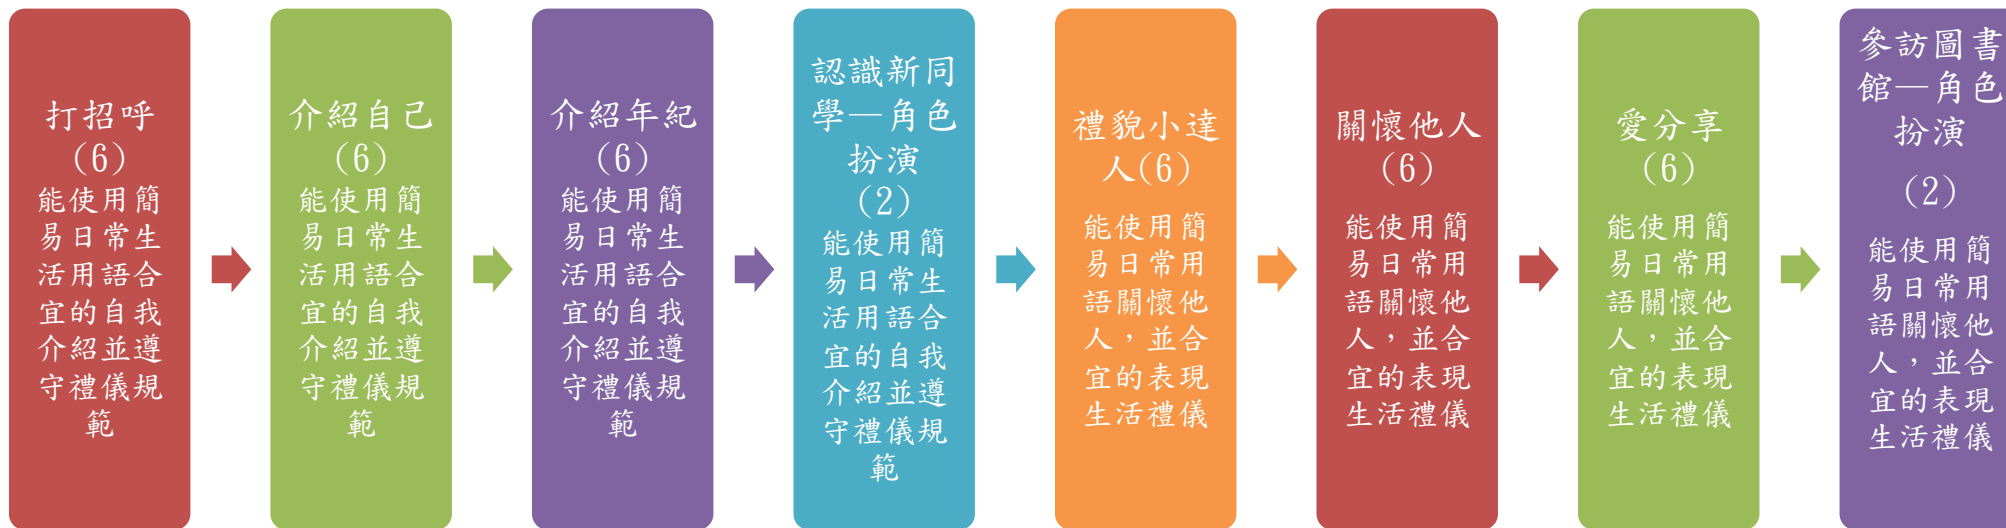 打招呼
(6)
能使用簡
易日常生
活用語合
宜的自我
介紹並遵
守禮儀規
範
介紹自己
(6)
能使用簡
易日常生
活用語合
宜的自我
介紹並遵
守禮儀規
範
介紹年紀
(6)
能使用簡
易日常生
活用語合
宜的自我
介紹並遵
守禮儀規
範
認識新同
學—角色
扮演
(2)
能使用簡
易日常生
活用語合
宜的自我
介紹並遵
守禮儀規
範
禮貌小達
人(6)
能使用簡
易日常用
語關懷他
人，並合
宜的表現
生活禮儀
關懷他人
(6)
能使用簡
易日常用
語關懷他
人，並合
宜的表現
生活禮儀
愛分享
(6)
能使用簡
易日常用
語關懷他
人，並合
宜的表現
生活禮儀
參訪圖書
館—角色
扮演
(2)
能使用簡
易日常用
語關懷他
人，並合
宜的表現
生活禮儀